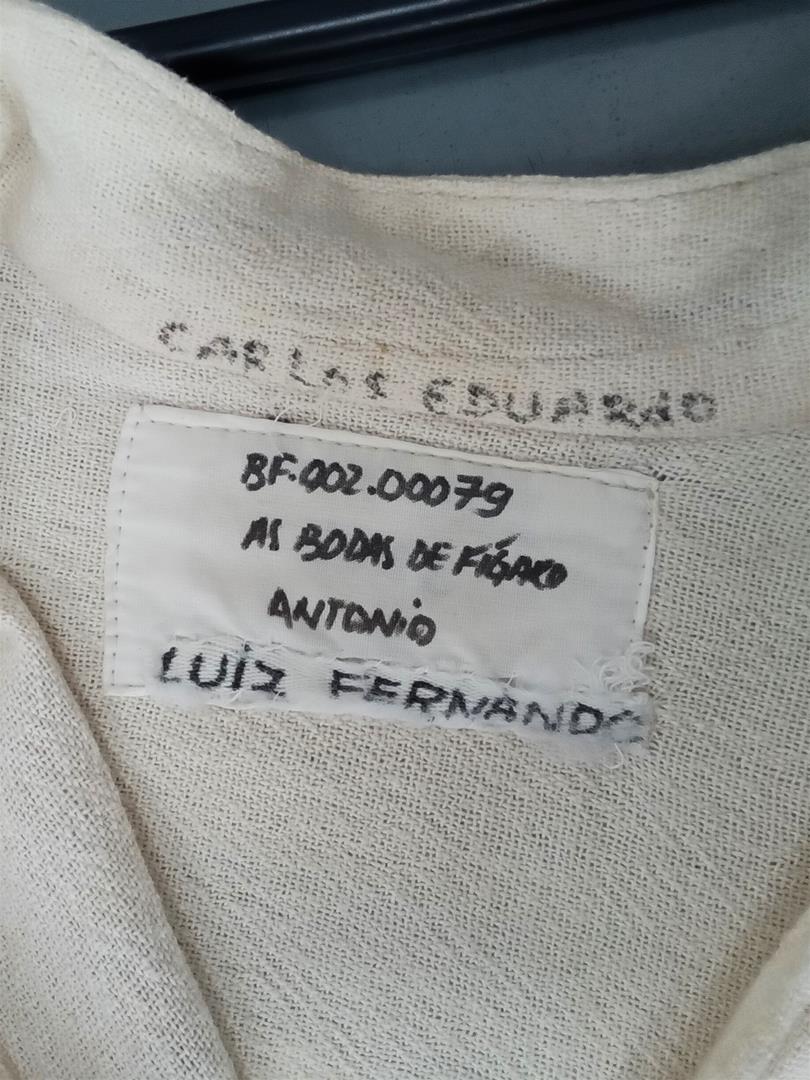 CARLOS EDUARDO
BF.002.00079
AS BODAS DE FÍGARO
ANTONIO
LUIZ FERNANDO